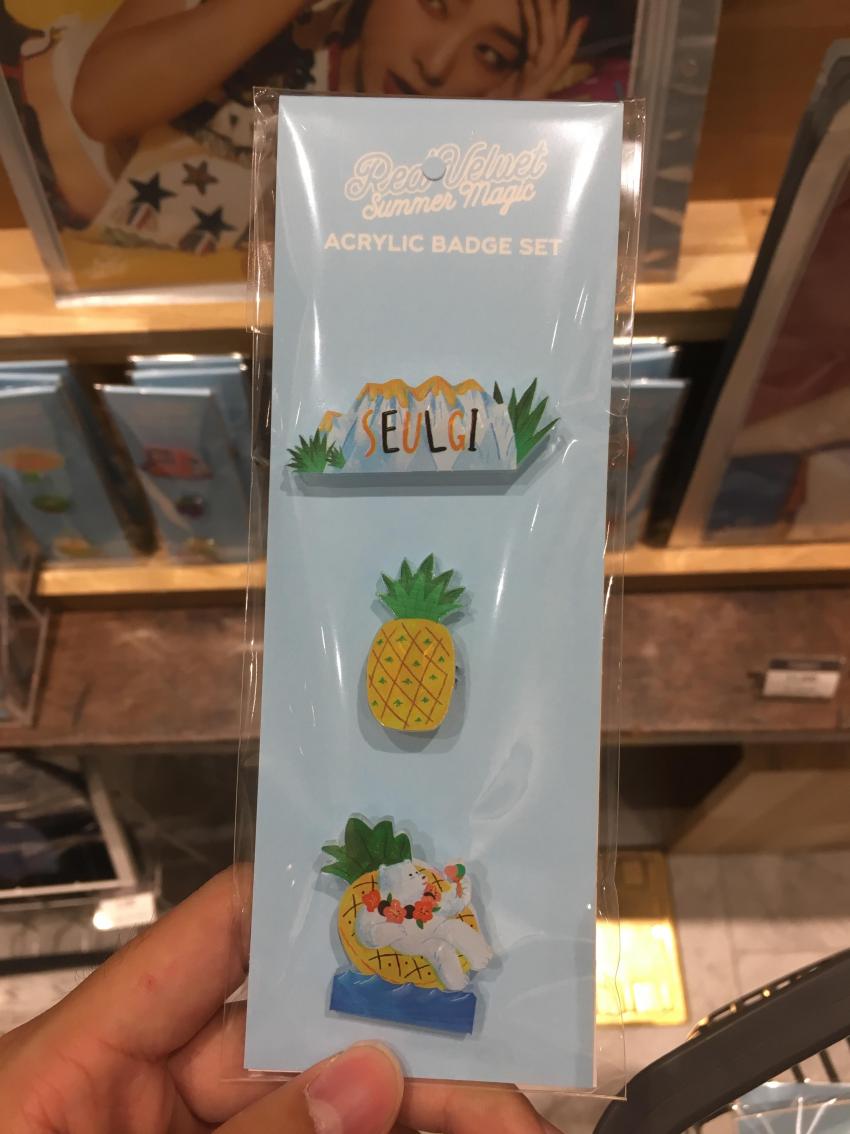 Red Velvet
Summer Magic
ACRYLIC BADGE SET
SEULGI